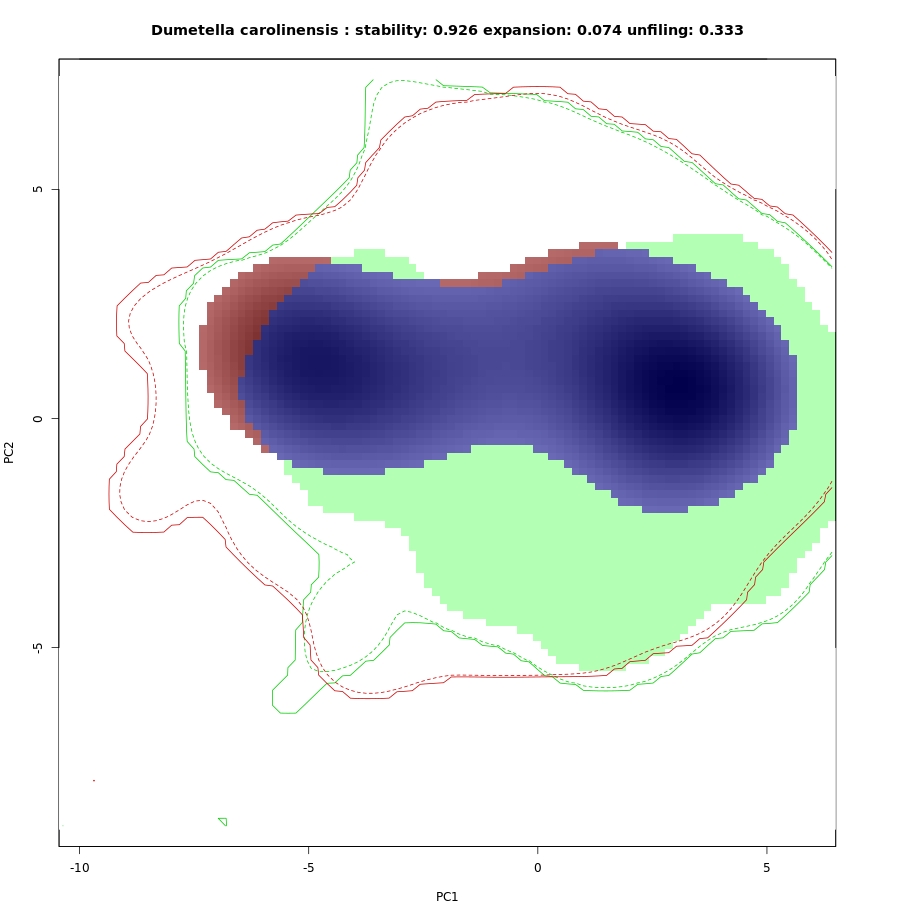 Dumetella carolinensis : stability: 0.926 expansion: 0.074 unfiling: 0.333
5
0
-5
PC2
-10 -5 0 5
PC1